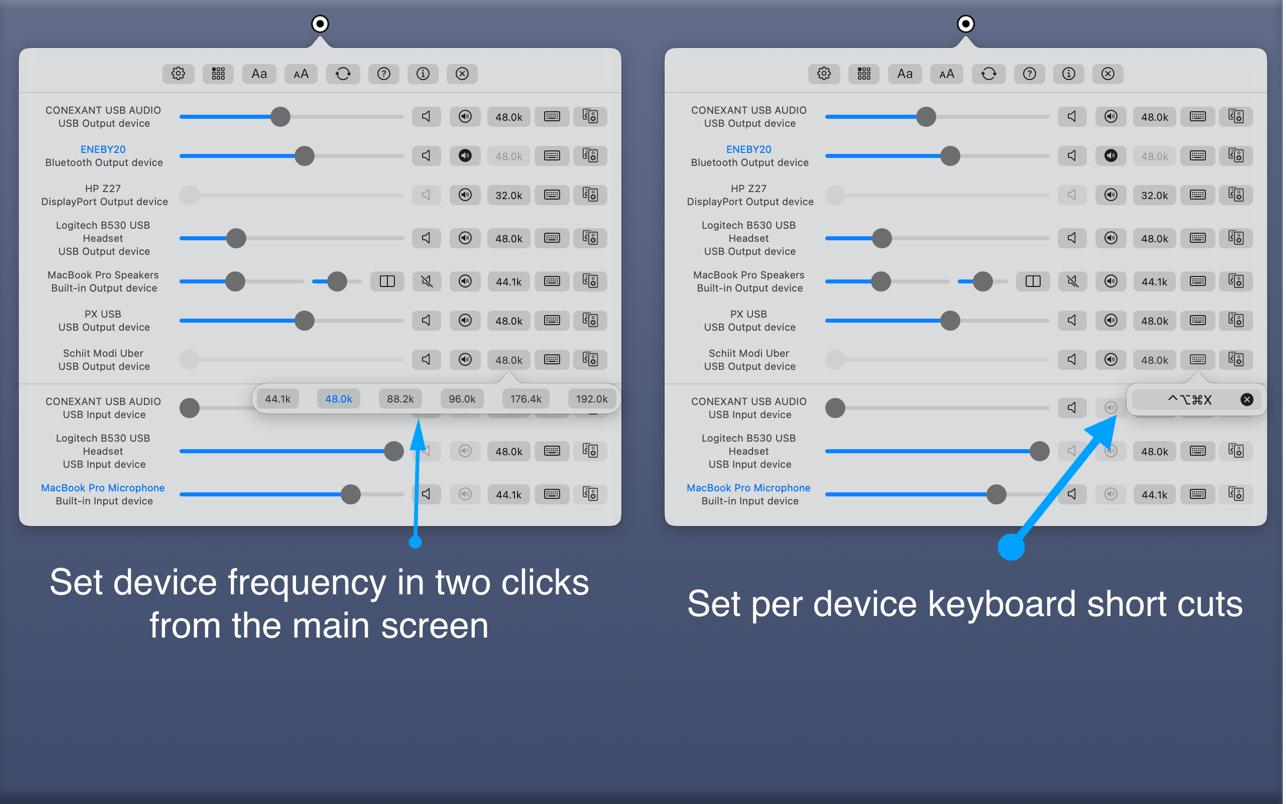 Aa
AA
CONEXANT USB AUDIO
USB Output device
48.0k
ENEBY20
Bluetooth Output device
48.0k
HP Z27
DisplayPort Output device
32.0k
Logitech B530 USB
Headset
USB Output device
48.0k
MacBook Pro Speakers
Built-in Output device
44.1k
PX USB
USB Output device
48.0k
Schiit Modi Uber
USB Output device
48.0k
44.1k 48.0k 88.2k 96.0k 176.4k 192.0k
CONEXANT USB AUDIO
USB Input device
Logitech B530 USB
Headset
USB Input device
48.0k
MacBook Pro Microphone
Built-in Input device
44.1k
Set device frequency in two clicks
from the main screen
Aa
AA
CONEXANT USB AUDIO
USB Output device
48.0k
ENEBY20
Bluetooth Output device
48.0k
HP Z27
DisplayPort Output device
32.0k
Logitech B530 USB
Headset
USB Output device
48.0k
MacBook Pro Speakers
Built-in Output device
44.1k
PX USB
USB Output device
48.0k
Schiit Modi Uber
USB Output device
48.0k
^⌥⌘X
CONEXANT USB AUDIO
USB Input device
Logitech B530 USB
Headset
USB Input device
48.0k
MacBook Pro Microphone
Built-in Input device
44.1k
Set per device keyboard short cuts